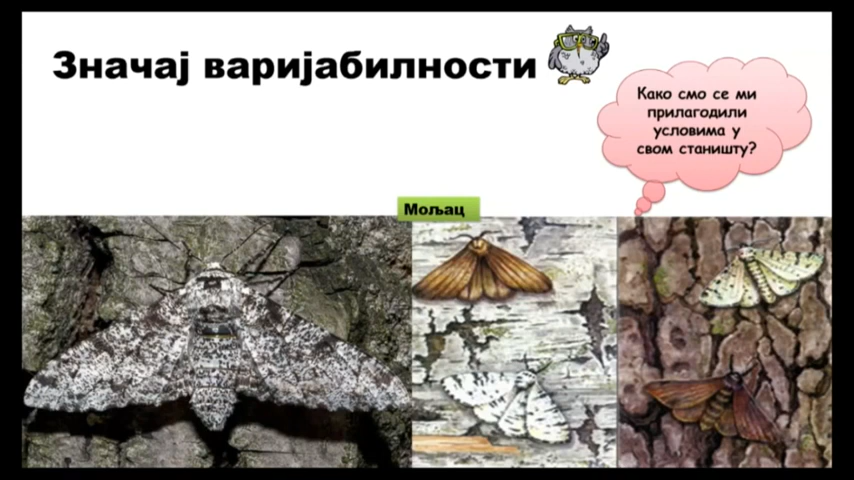 Значај варијабилности
Како смо се ми
прилагодили
условима у
свом станишту?
Мољац